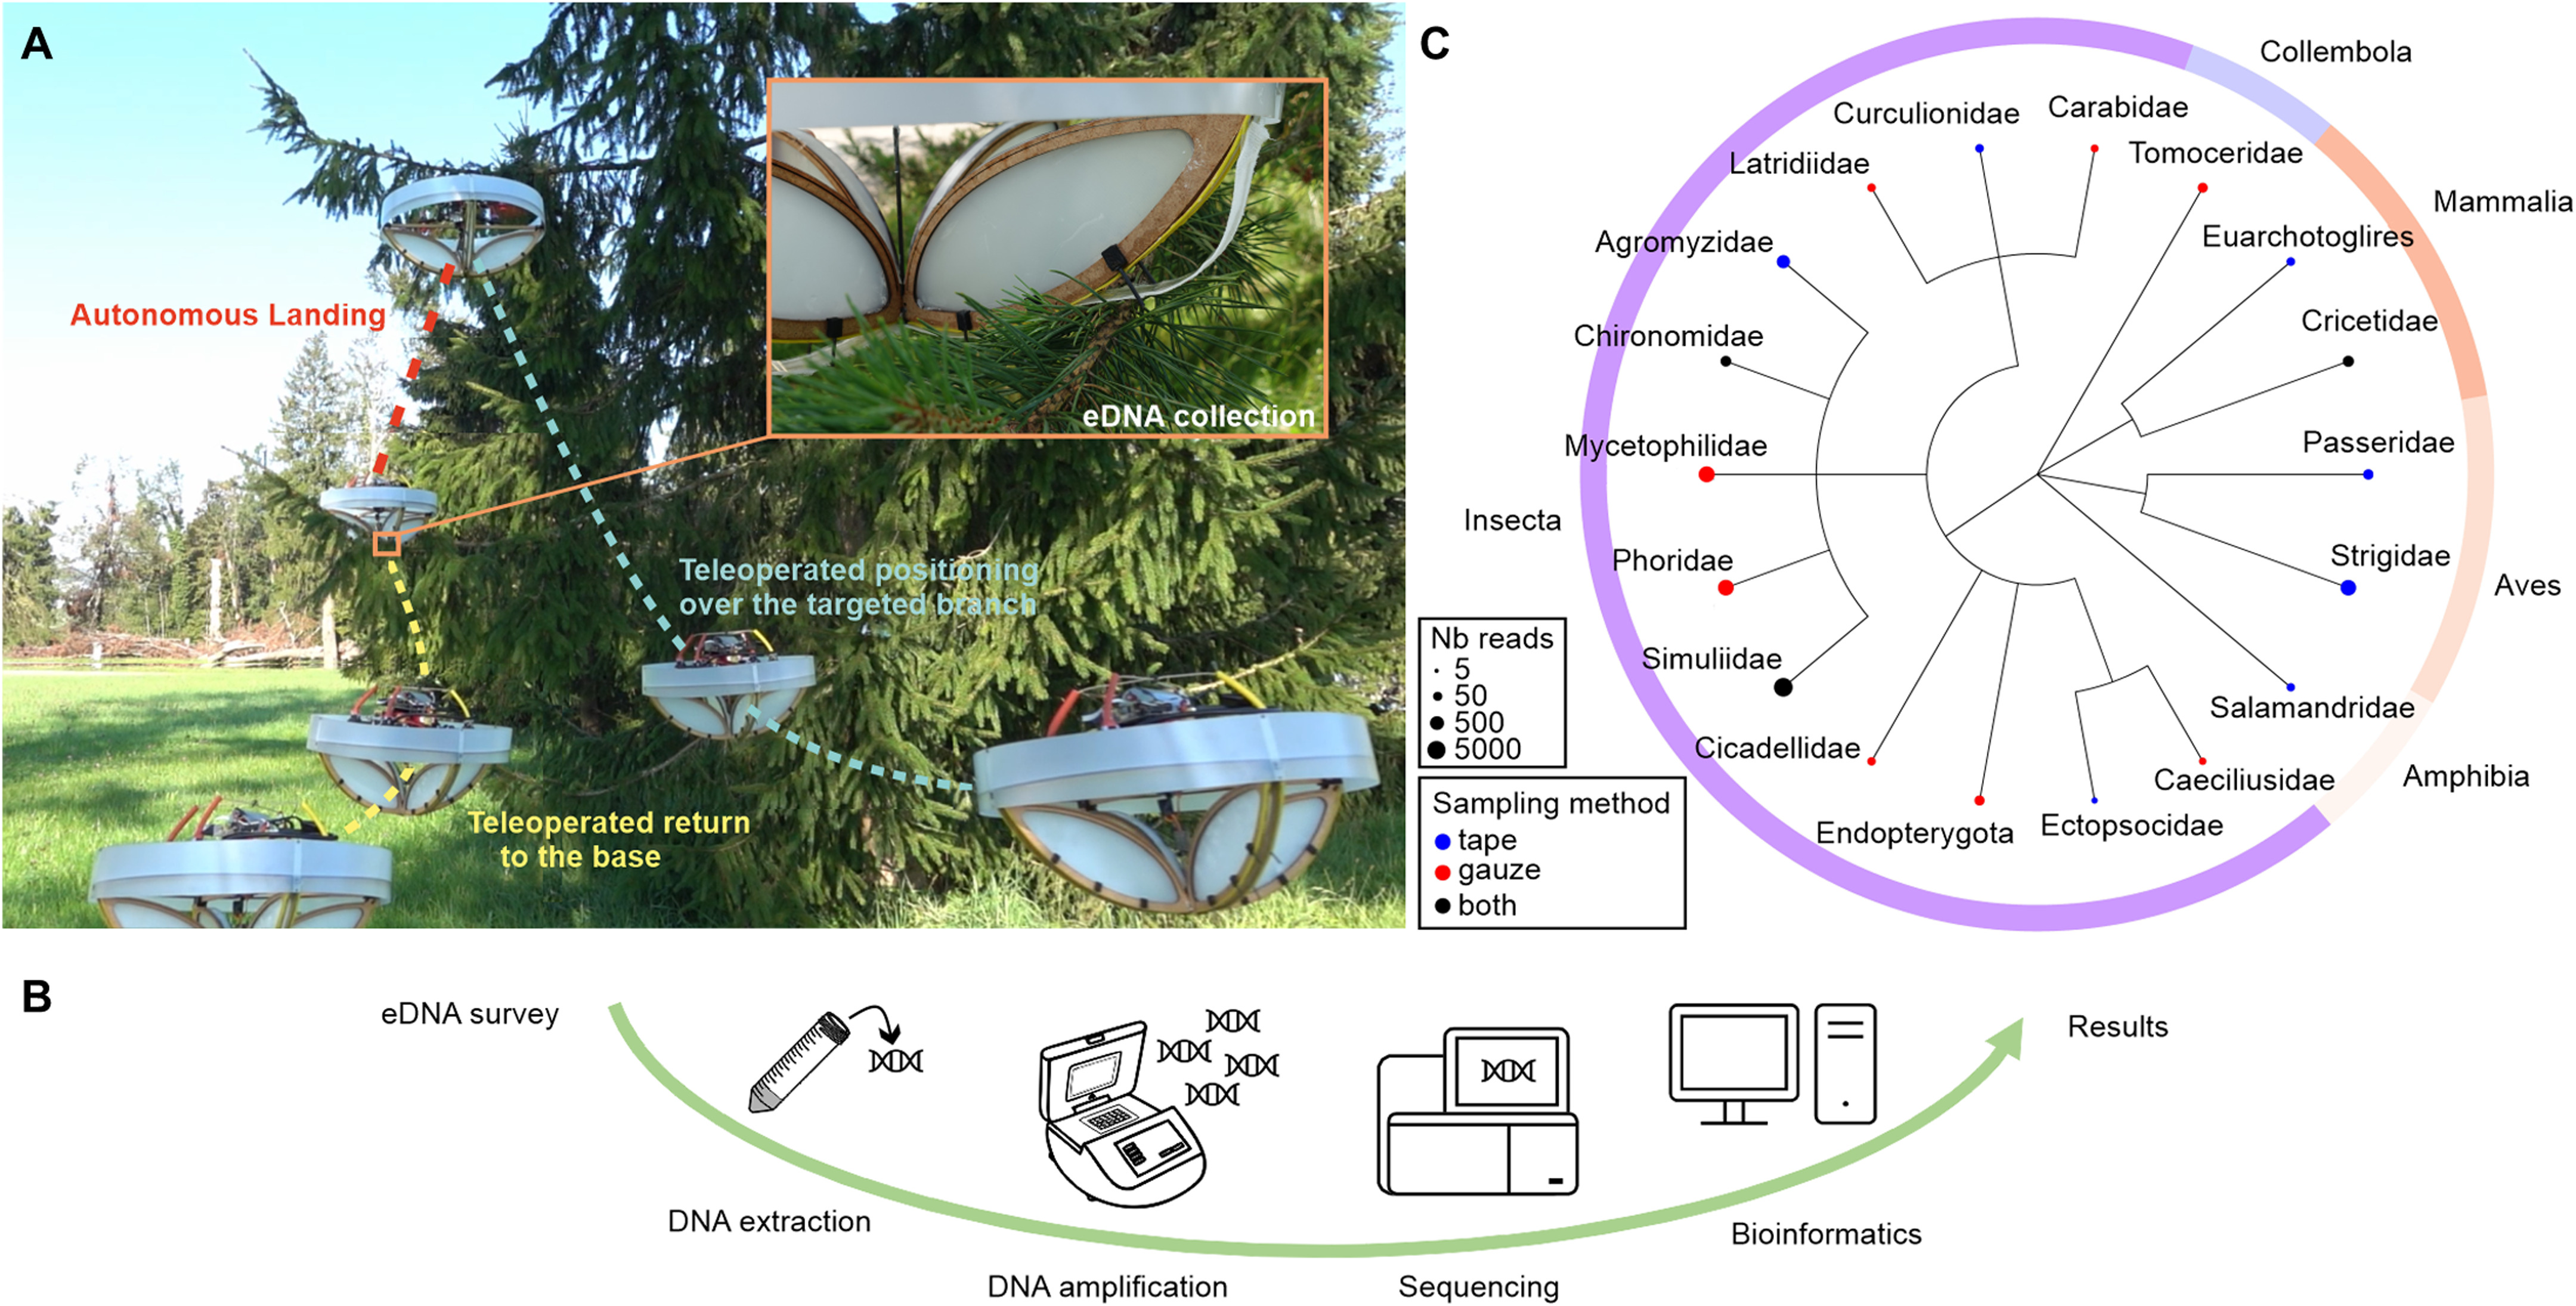 A
Autonomous Landing
eDNA collection
Teleoperated positioning
over the targeted branch
Teleoperated return
to the base
C
Collembola
Mammalia
Aves
Amphibia
Insecta
Curculionidae
Carabidae
Latridiidae
Tomoceridae
Agromyzidae
Euarchotoglires
Chironomidae
Cricetidae
Mycetophilidae
Passeridae
Phoridae
Strigidae
Simuliidae
Salamandridae
Cicadellidae
Caeciliusidae
Endopterygota
Ectopsocidae
Nb reads
5
50
500
5000
Sampling method
tape
gauze
both
B
eDNA survey
DNA extraction
DNA amplification
Sequencing
Bioinformatics
Results